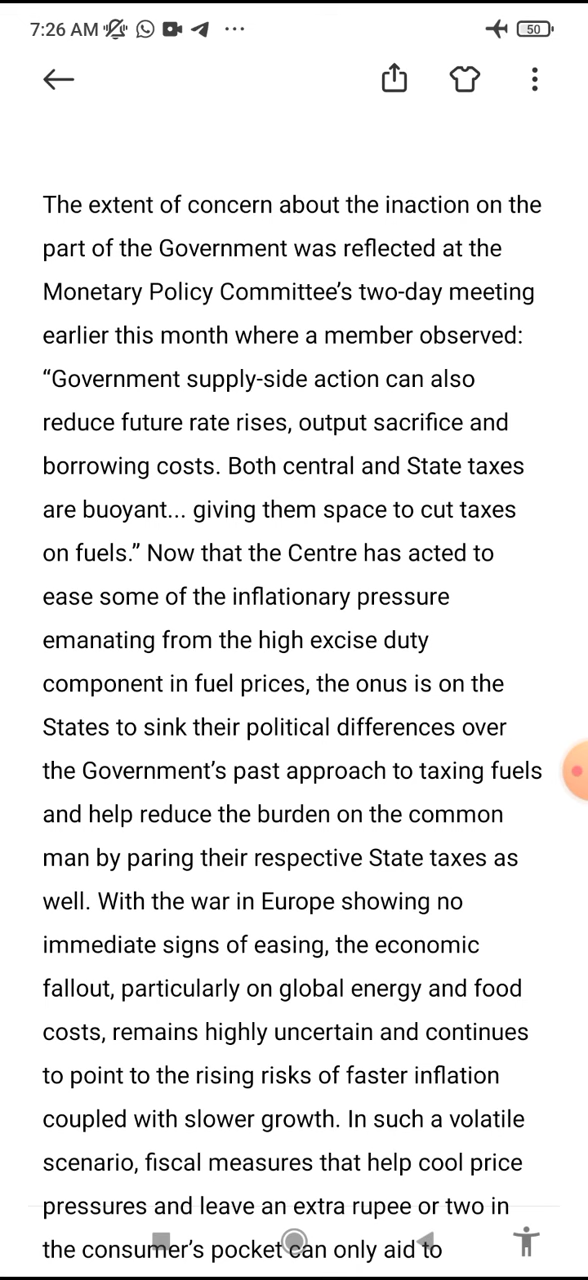 7:26 AM
50
The extent of concern about the inaction on the
part of the Government was reflected at the
Monetary Policy Committee’s two-day meeting
earlier this month where a member observed:
“Government supply-side action can also
reduce future rate rises, output sacrifice and
borrowing costs. Both central and State taxes
are buoyant... giving them space to cut taxes
on fuels.” Now that the Centre has acted to
ease some of the inflationary pressure
emanating from the high excise duty
component in fuel prices, the onus is on the
States to sink their political differences over
the Government’s past approach to taxing fuels
and help reduce the burden on the common
man by paring their respective State taxes as
well. With the war in Europe showing no
immediate signs of easing, the economic
fallout, particularly on global energy and food
costs, remains highly uncertain and continues
to point to the rising risks of faster inflation
coupled with slower growth. In such a volatile
scenario, fiscal measures that help cool price
pressures and leave an extra rupee or two in
the consumer’s pocket can only aid to